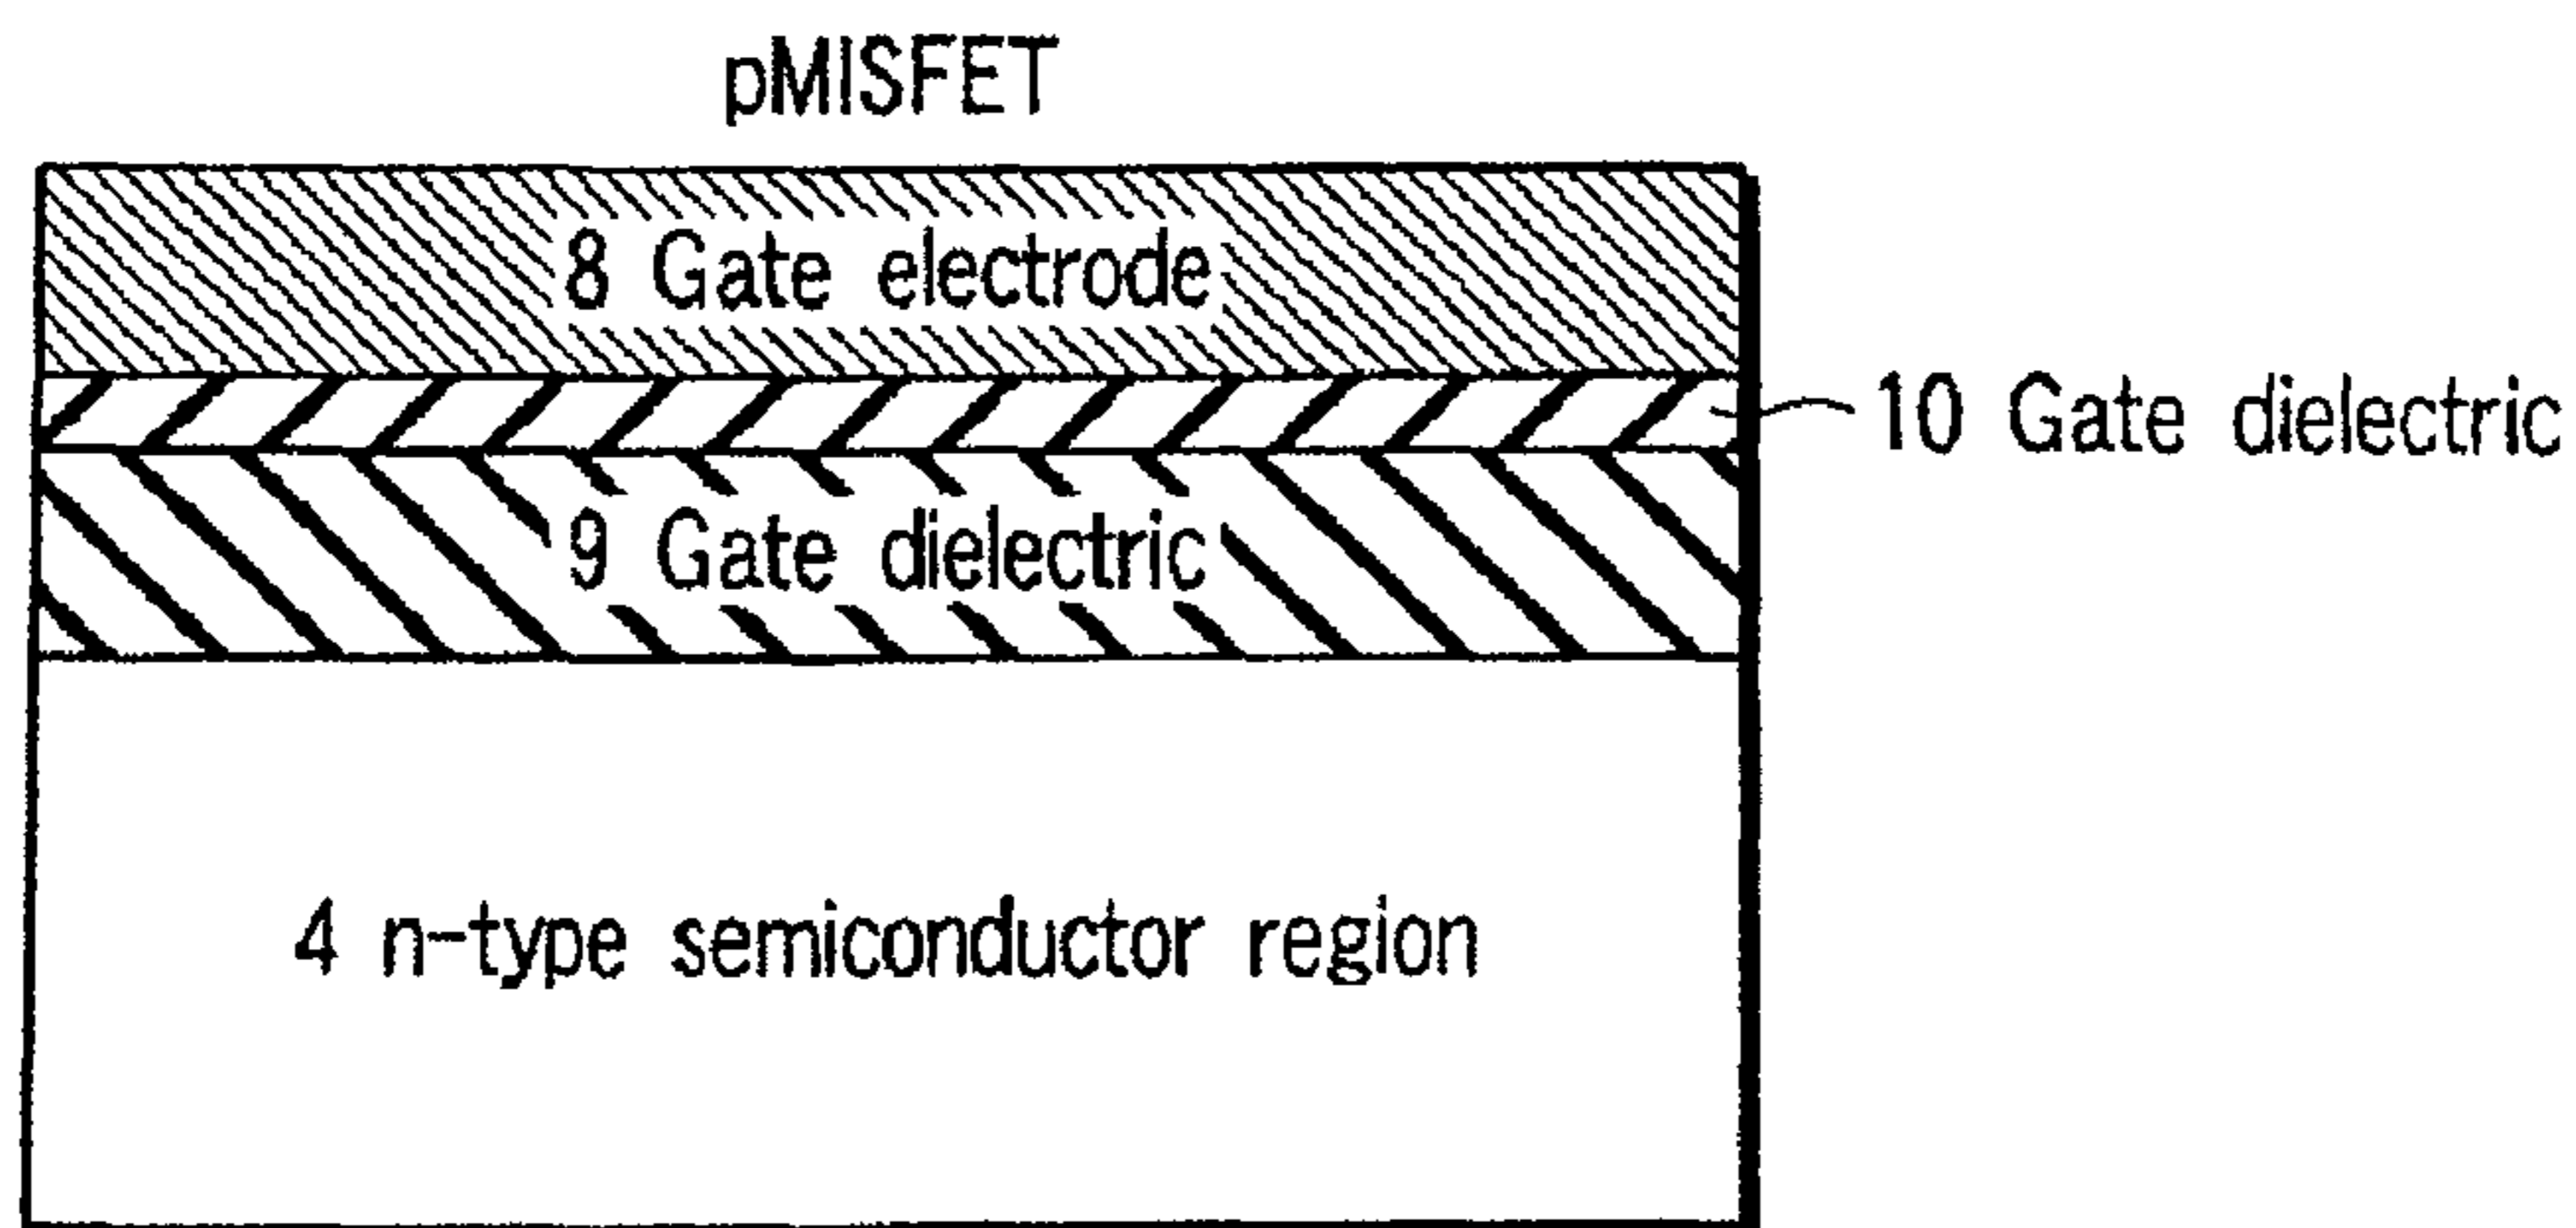 pMISFET
8 Gate electrode
10 Gate dielectric
9 Gate dielectric
4 n-type semiconductor region